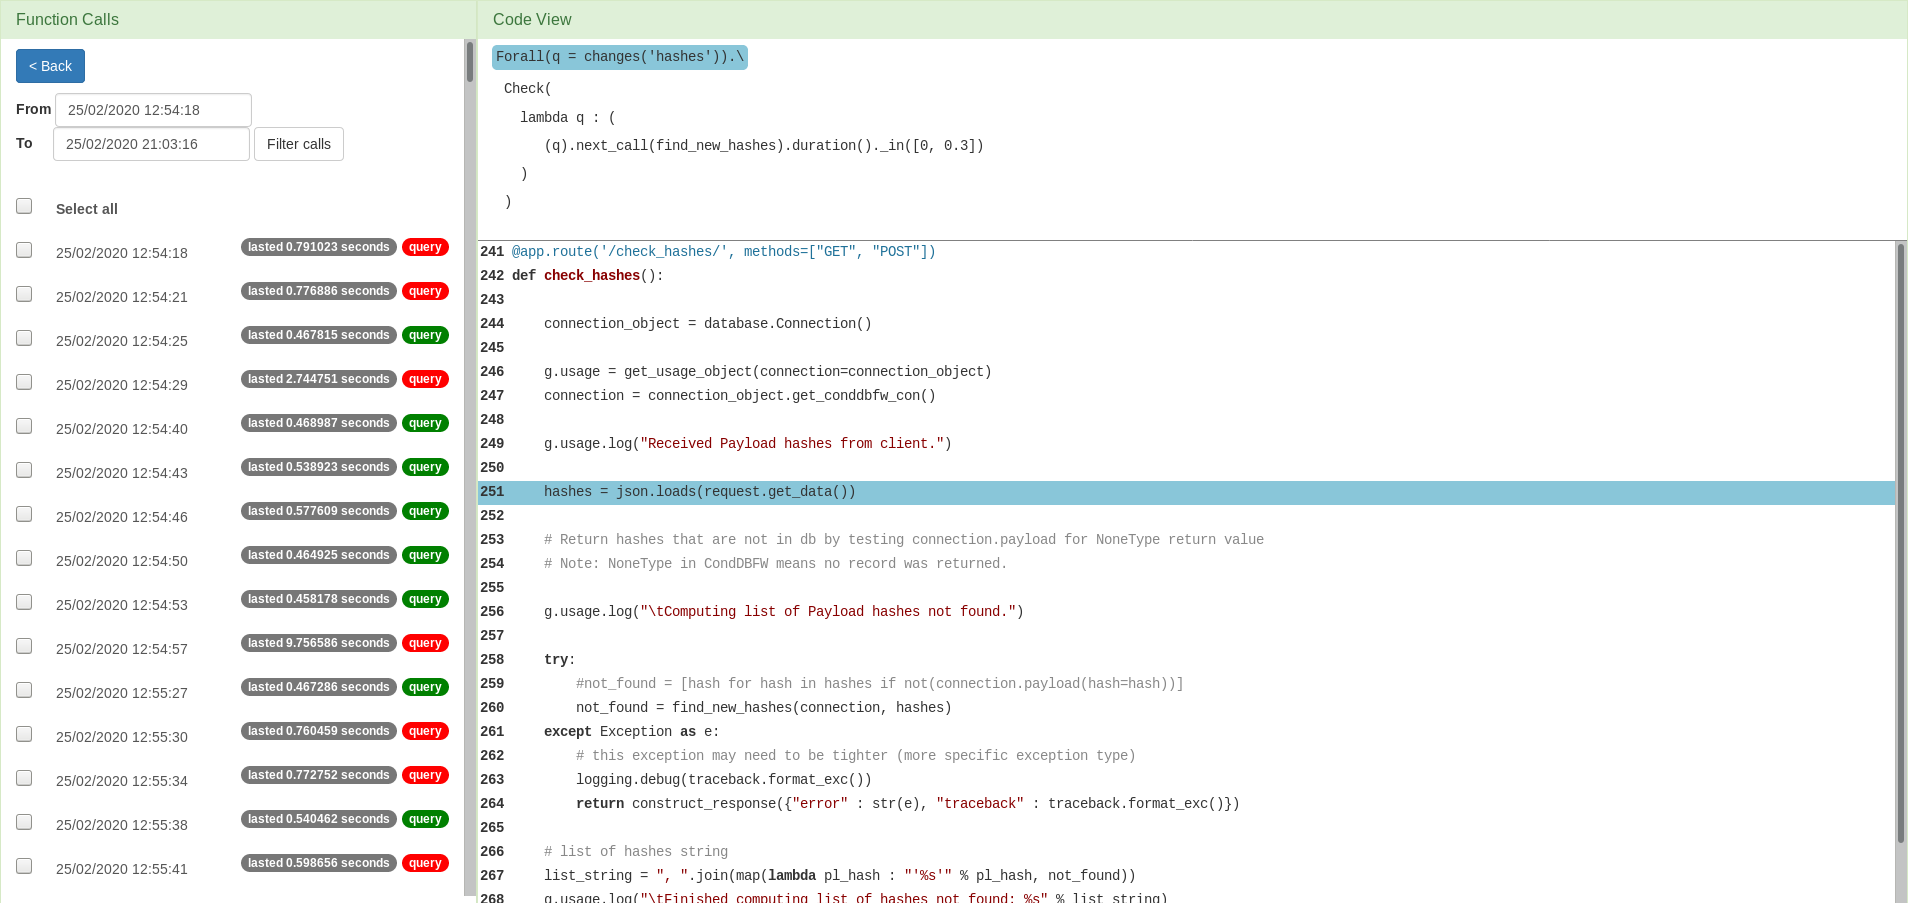 Function Calls
< Back
From 25/02/2020 12:54:18
To 25/02/2020 21:03:16 Filter calls
Select all
25/02/2020 12:54:18 lasted 0.791023 seconds query
25/02/2020 12:54:21 lasted 0.776886 seconds query
25/02/2020 12:54:25 lasted 0.467815 seconds query
25/02/2020 12:54:29 lasted 2.744751 seconds query
25/02/2020 12:54:40 lasted 0.468987 seconds query
25/02/2020 12:54:43 lasted 0.538923 seconds query
25/02/2020 12:54:46 lasted 0.577609 seconds query
25/02/2020 12:54:50 lasted 0.464925 seconds query
25/02/2020 12:54:53 lasted 0.458178 seconds query
25/02/2020 12:54:57 lasted 9.756586 seconds query
25/02/2020 12:55:27 lasted 0.467286 seconds query
25/02/2020 12:55:30 lasted 0.760459 seconds query
25/02/2020 12:55:34 lasted 0.772752 seconds query
25/02/2020 12:55:38 lasted 0.540462 seconds query
25/02/2020 12:55:41 lasted 0.598656 seconds query
Code View
Forall(q = changes('hashes')).\
Check(
lambda q : (
(q).next_call(find_new_hashes).duration()._in([0, 0.3])
)
)
241 @app.route('/check_hashes/', methods=["GET", "POST"])
242 def check_hashes():
243
244     connection_object = database.Connection()
245
246     g.usage = get_usage_object(connection=connection_object)
247     connection = connection_object.get_conddbfw_con()
248
249     g.usage.log("Received Payload hashes from client.")
250
251     hashes = json.loads(request.get_data())
252
253     # Return hashes that are not in db by testing connection.payload for NoneType return value
254     # Note: NoneType in CondDBFW means no record was returned.
255
256     g.usage.log("\tComputing list of Payload hashes not found.")
257
258     try:
259         #not_found = [hash for hash in hashes if not(connection.payload(hash=hash))]
260         not_found = find_new_hashes(connection, hashes)
261     except Exception as e:
262         # this exception may need to be tighter (more specific exception type)
263         logging.debug(traceback.format_exc())
264         return construct_response({"error" : str(e), "traceback" : traceback.format_exc()})
265
266     # list of hashes string
267     list_string = ", ".join(map(lambda pl_hash : "'%s'" % pl_hash, not_found))
268     g.usage.log("\tFinished computing list of hashes not found: %s" % list_string)